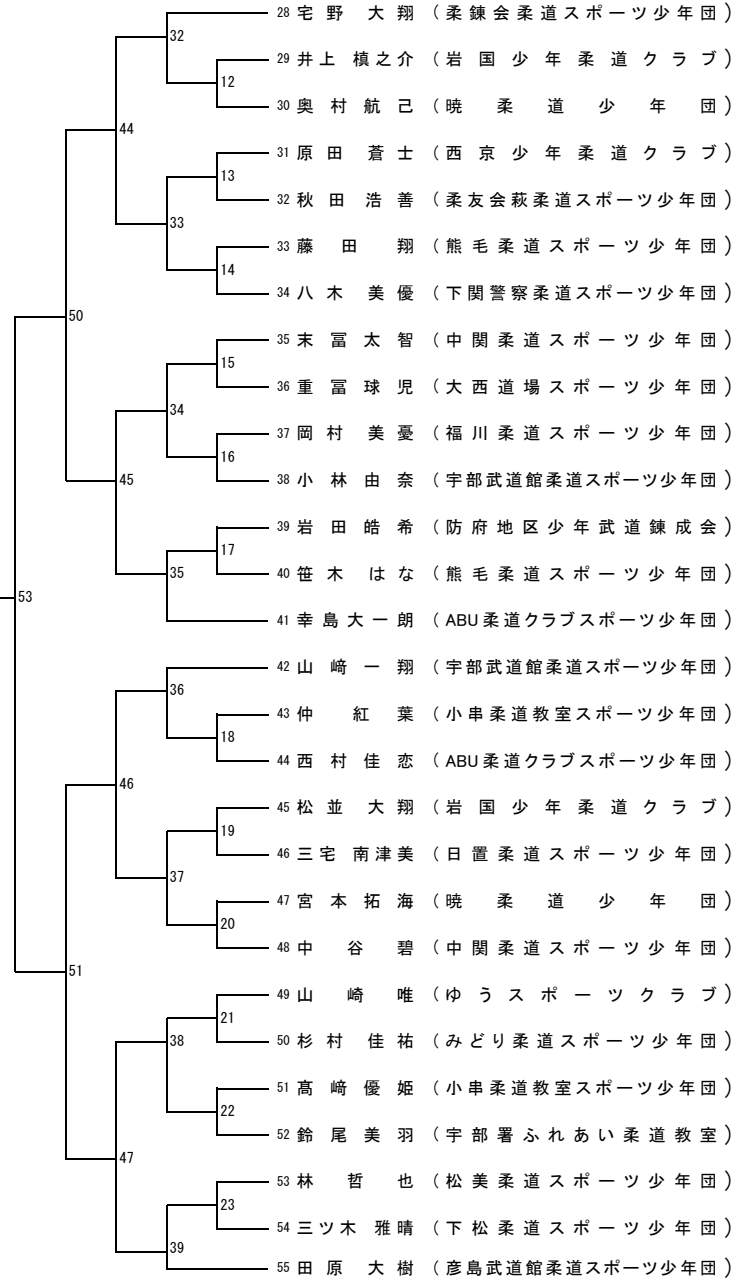 28 宅野 大翔 (柔錬会柔道スポーツ少年団)
32
29 井上 槙之介 (岩国少年柔道クラブ)
12
30 奥村航己 (暁柔道少年団)
44
31 原田 蒼士 (西京少年柔道クラブ)
13
32 秋田 浩善 (柔友会萩柔道スポーツ少年団)
33
33 藤田 翔 (熊毛柔道スポーツ少年団)
14
34 八木 美優 (下関警察柔道スポーツ少年団)
50
35 末冨太智 (中関柔道スポーツ少年団)
15
36 重冨球児 (大西道場スポーツ少年団)
34
37 岡村 美憂 (福川柔道スポーツ少年団)
16
38 小林由奈 (宇部武道館柔道スポーツ少年団)
45
39 岩田皓希 (防府地区少年武道錬成会)
17
40 笹木 はな (熊毛柔道スポーツ少年団)
35
53
41 幸島大一朗 (ABU柔道クラブスポーツ少年団)
42 山﨑一翔 (宇部武道館柔道スポーツ少年団)
36
43 仲 紅葉 (小串柔道教室スポーツ少年団)
18
44 西村佳恋 (ABU柔道クラブスポーツ少年団)
46
45 松並大翔 (岩国少年柔道クラブ)
19
46 三宅 南津美 (日置柔道スポーツ少年団)
37
47 宮本拓海 (暁柔道少年団)
20
48 中谷碧 (中関柔道スポーツ少年団)
51
49 山崎唯 (ゆうスポーツクラブ)
21
50 杉村 佳祐 (みどり柔道スポーツ少年団)
38
51 髙﨑優姫 (小串柔道教室スポーツ少年団)
22
52 鈴尾美羽 (宇部署ふれあい柔道教室)
47
53 林 哲也 (松美柔道スポーツ少年団)
23
54 三ツ木 雅晴 (下松柔道スポーツ少年団)
39
55 田原 大樹 (彦島武道館柔道スポーツ少年団)